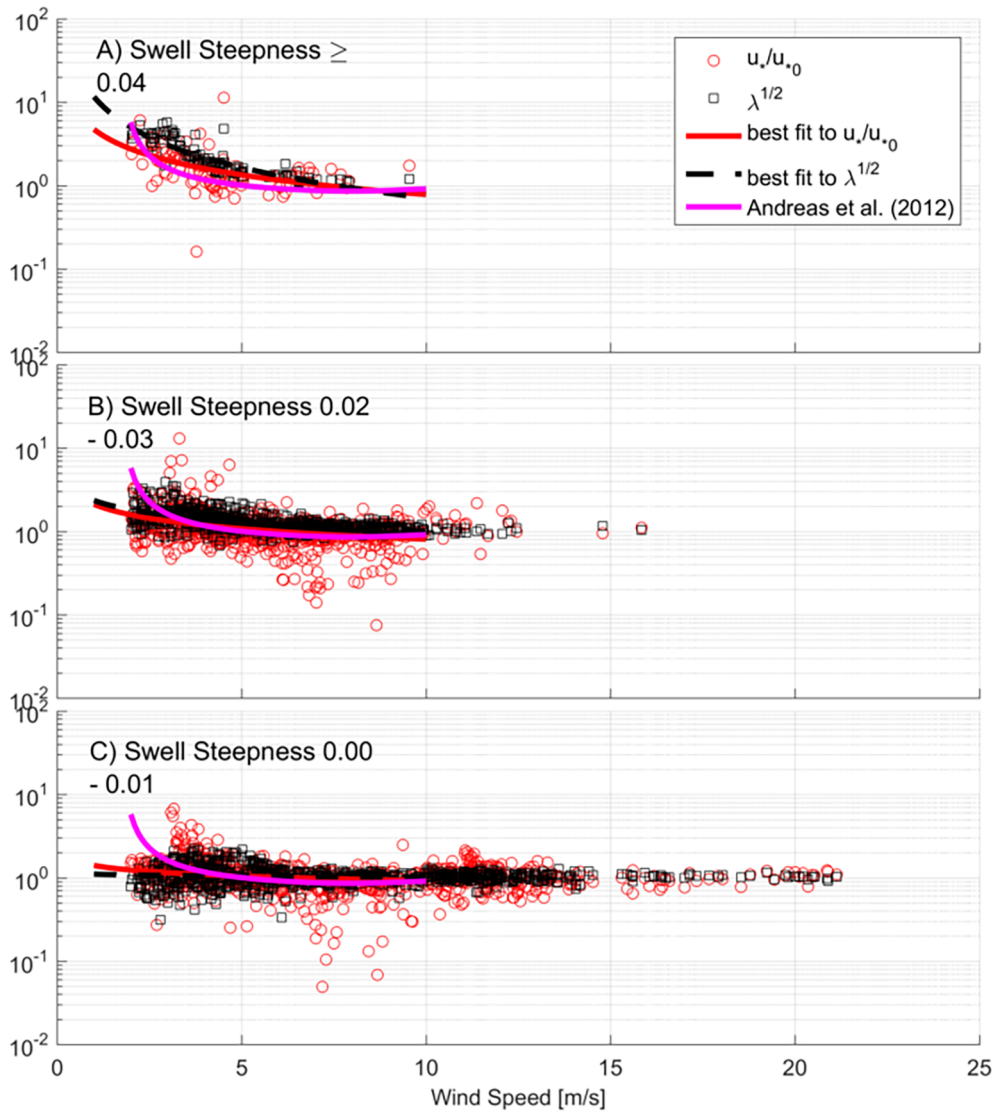 10^2
A) Swell Steepness ≥
0.04
10^1
10^0
10^-1
10^-2
u*/u*0
λ^1/2
best fit to u*/u*0
best fit to λ^1/2
Andreas et al. (2012)
10^2
B) Swell Steepness 0.02
- 0.03
10^1
10^0
10^-1
10^-2
10^2
C) Swell Steepness 0.00
- 0.01
10^1
10^0
10^-1
10^-2
0 5 10 15 20 25
Wind Speed [m/s]